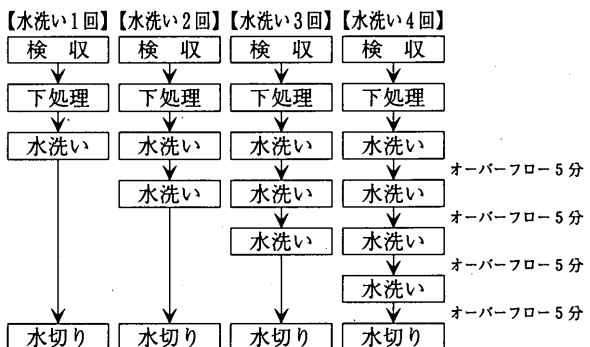 【水洗い1回】【水洗い2回】【水洗い3回】【水洗い4回】
検　収　検　収　検　収　検　収
下処理　下処理　下処理　下処理
水洗い　水洗い　水洗い　水洗い
オーバーフロー5分
水洗い　水洗い　水洗い
オーバーフロー5分
水洗い　水洗い
オーバーフロー5分
水洗い
オーバーフロー5分
水切り　水切り　水切り　水切り